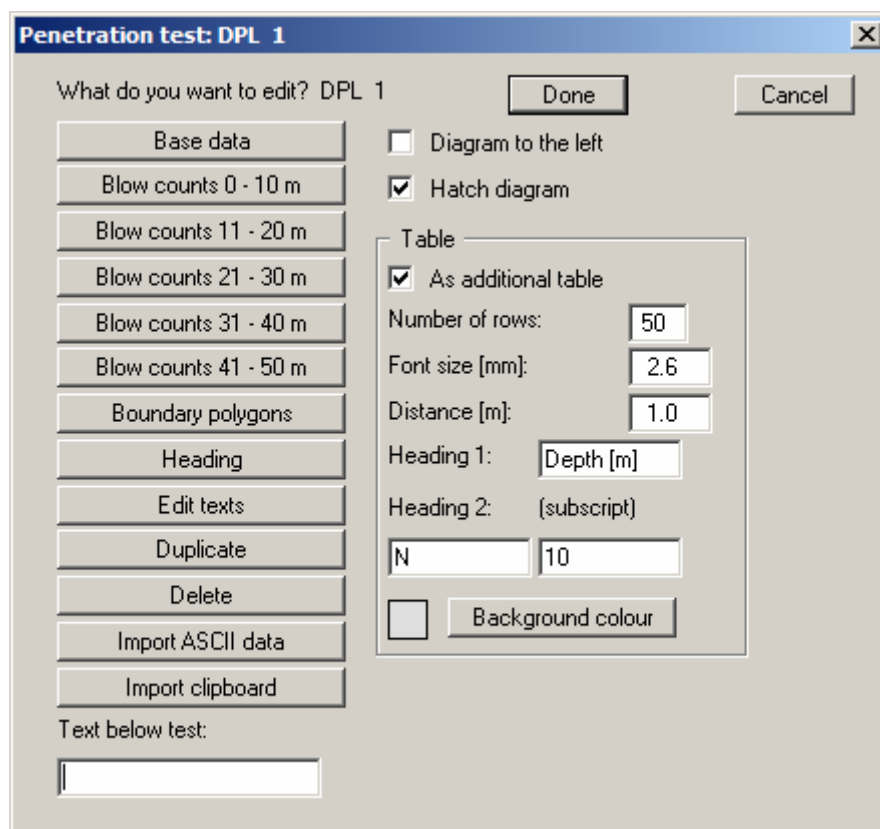 Penetration test: DPL 1
What do you want to edit? DPL 1
Done
Cancel
Base data
Blow counts 0 - 10 m
Blow counts 11 - 20 m
Blow counts 21 - 30 m
Blow counts 31 - 40 m
Blow counts 41 - 50 m
Boundary polygons
Heading
Edit texts
Duplicate
Delete
Import ASCII data
Import clipboard
Text below test:
Diagram to the left
Hatch diagram
Table
As additional table
Number of rows: 50
Font size [mm]: 2.6
Distance [m]: 1.0
Heading 1: Depth [m]
Heading 2: (subscript)
N 10
Background colour